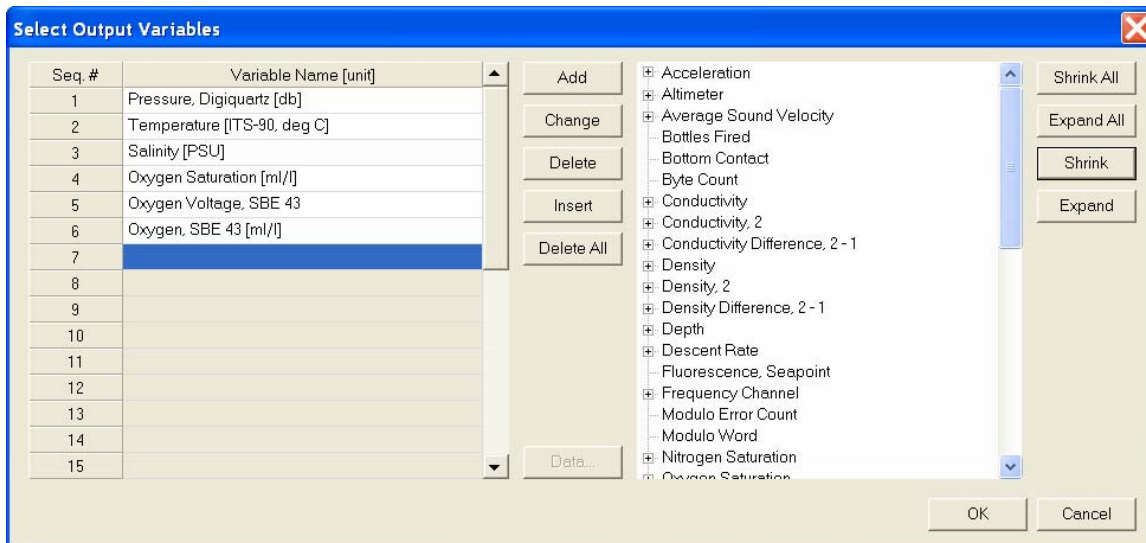 Select Output Variables
Seq. # Variable Name [unit]
1 Pressure, Digiquartz [db]
2 Temperature [ITS-90, deg C]
3 Salinity [PSU]
4 Oxygen Saturation [ml/l]
5 Oxygen Voltage, SBE 43
6 Oxygen, SBE 43 [ml/l]
7
8
9
10
11
12
13
14
15
Add
Change
Delete
Insert
Delete All
Data...
Acceleration
Altimeter
Average Sound Velocity
Bottles Fired
Bottom Contact
Byte Count
Conductivity
Conductivity, 2
Conductivity Difference, 2 - 1
Density
Density, 2
Density Difference, 2 - 1
Depth
Descent Rate
Fluorescence, Seapoint
Frequency Channel
Modulo Error Count
Modulo Word
Nitrogen Saturation
Oxygen Saturation
Shrink All
Expand All
Shrink
Expand
OK
Cancel